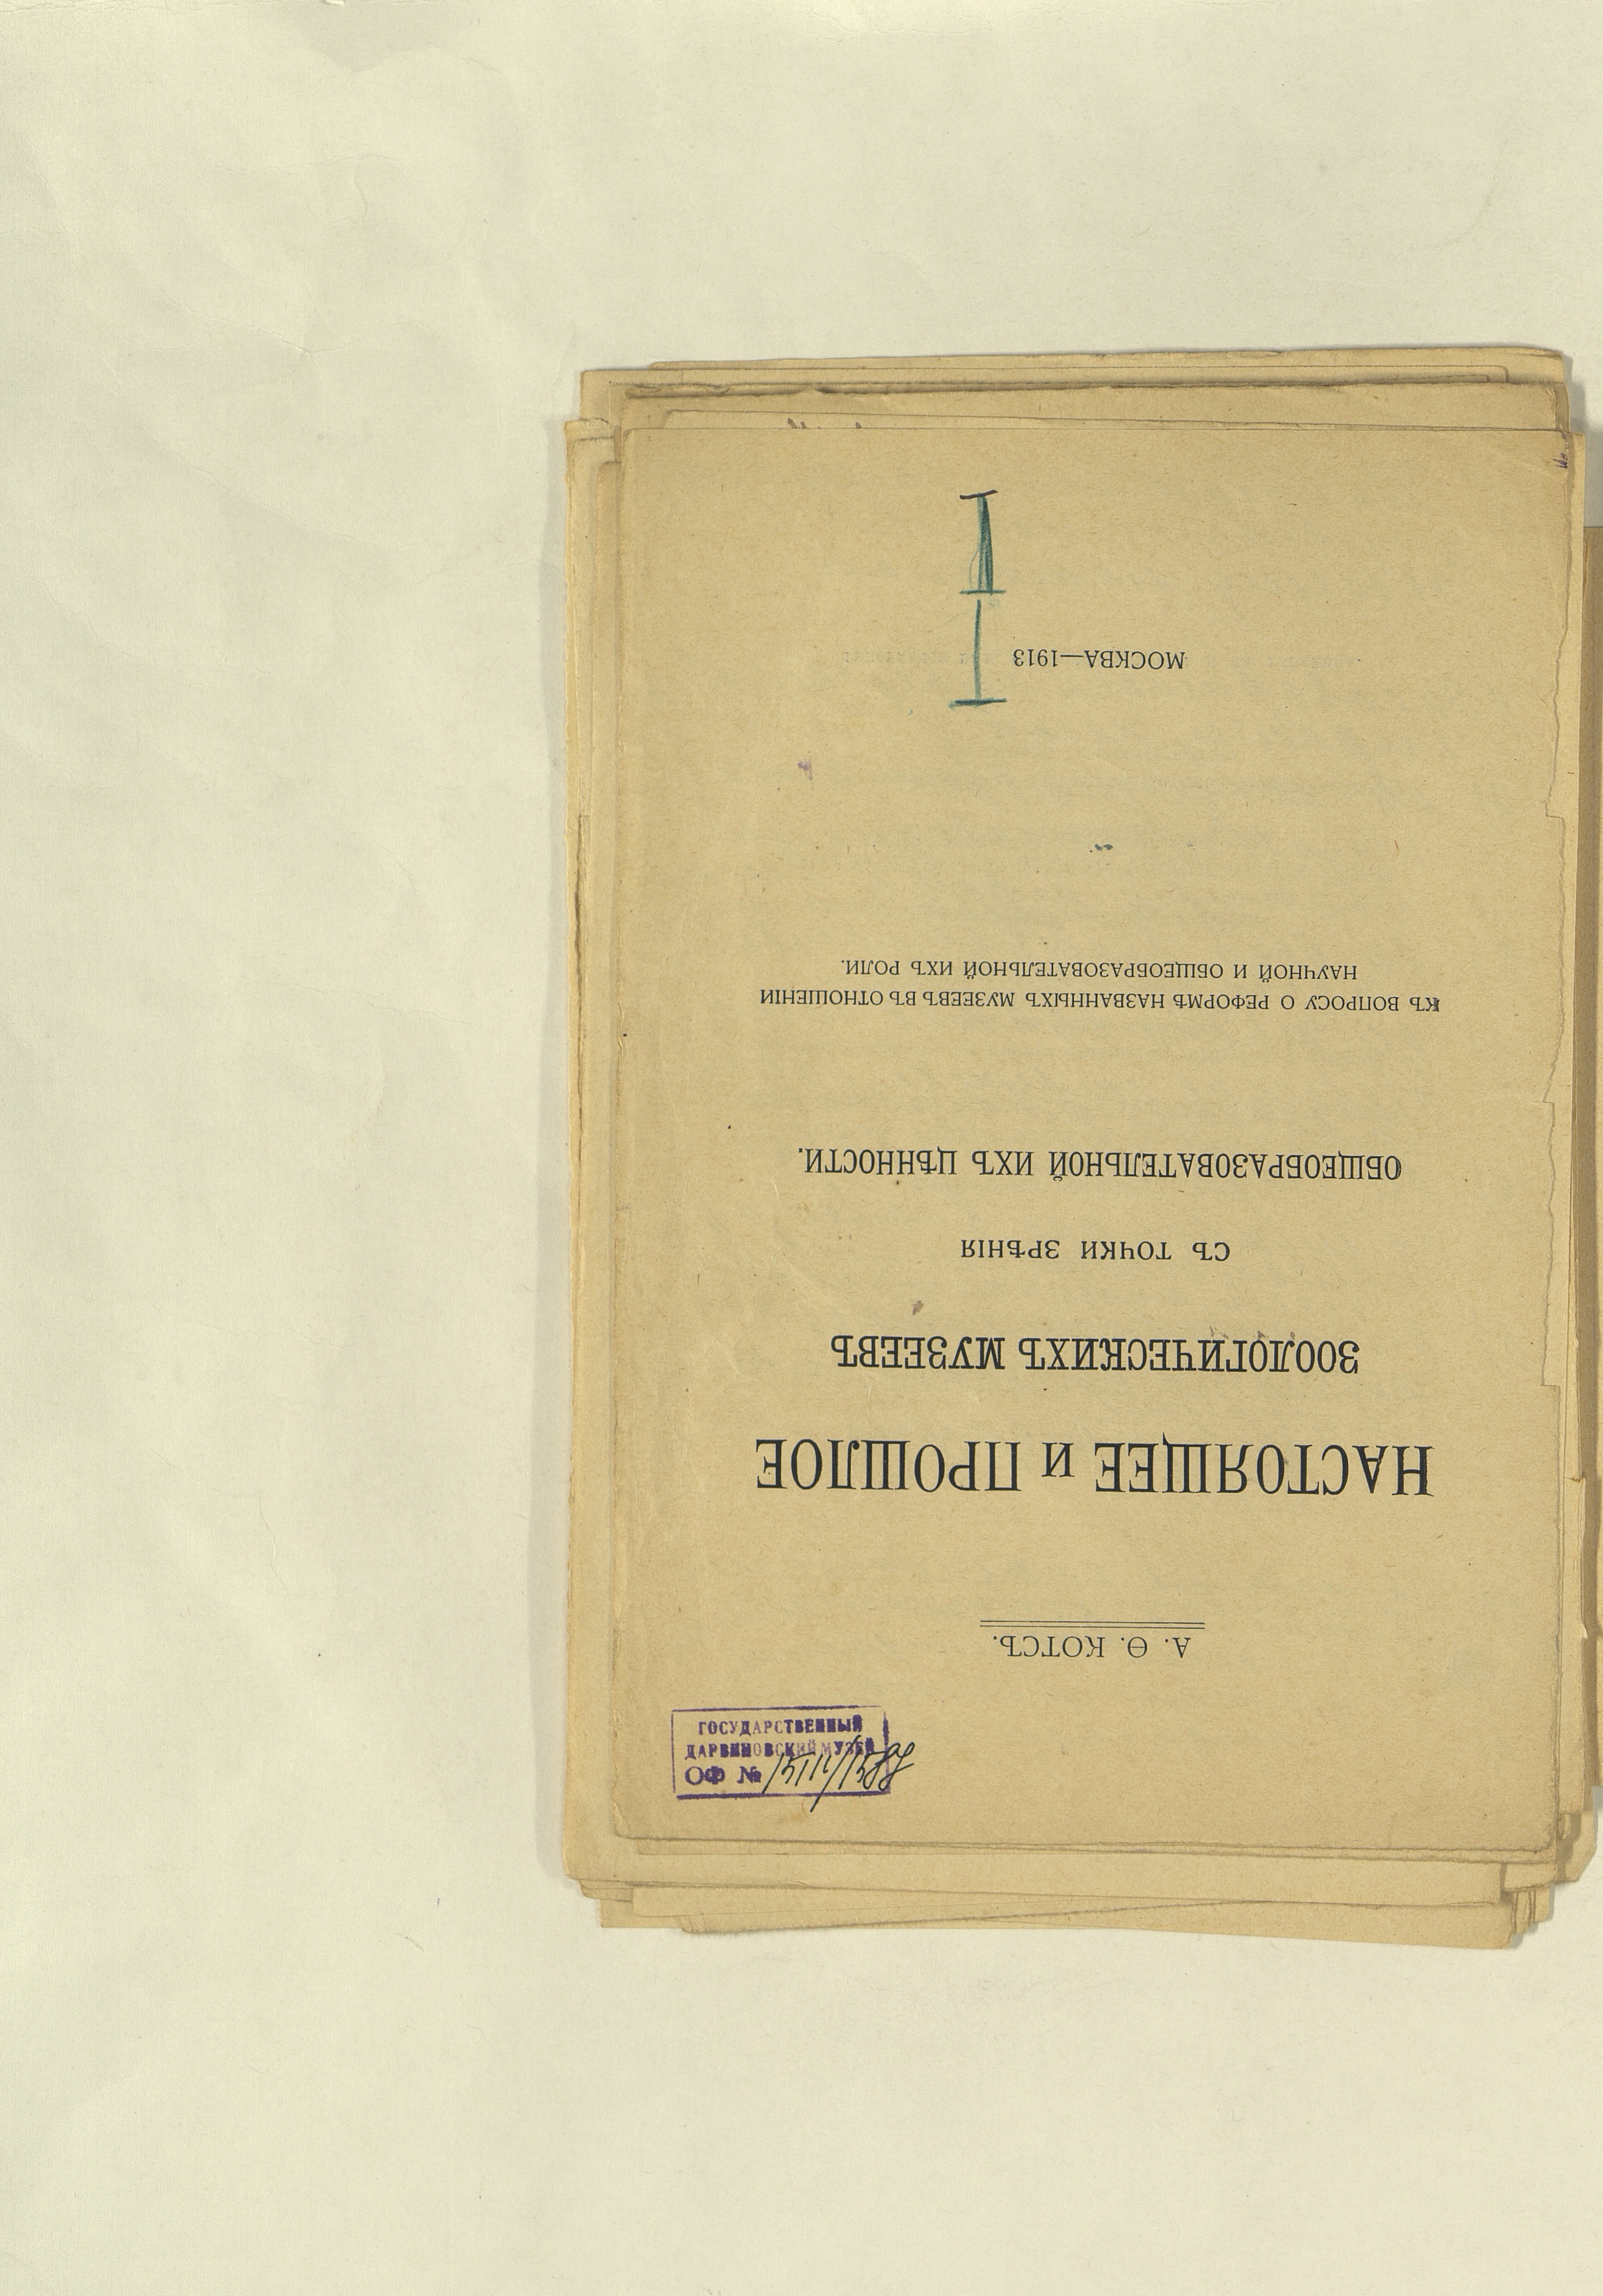 А. Ѳ. КОТСЪ.
НАСТОЯЩЕЕ и ПРОШЛОЕ
ЗООЛОГИЧЕСКИХЪ МУЗЕЕВЪ
СЪ ТОЧКИ ЗРѢНІЯ
ОБЩЕОБРАЗОВАТЕЛЬНОЙ ИХЪ ЦѢННОСТИ.
КЪ ВОПРОСУ О РЕФОРМѢ НАЗВАННЫХЪ МУЗЕЕВЪ ВЪ ОТНОШЕНІИ
НАУЧНОЙ И ОБЩЕОБРАЗОВАТЕЛЬНОЙ ИХЪ РОЛИ.
МОСКВА—1913
ГОСУДАРСТВЕННЫЙ
ДАРВИНОВСКИЙ МУЗЕЙ
ОФ №